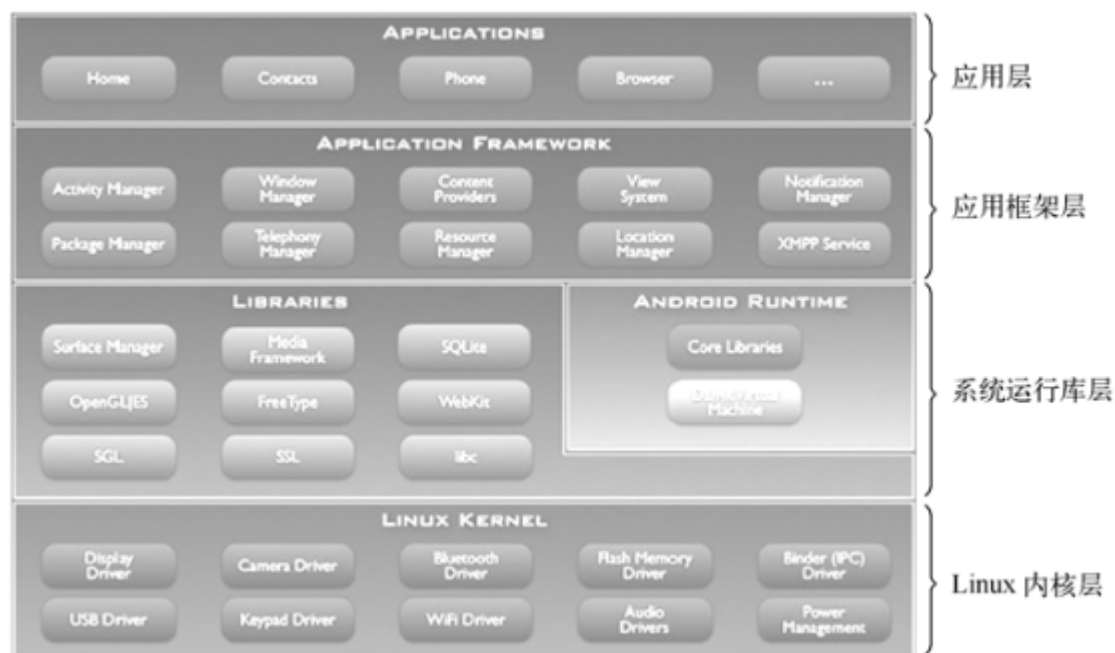 APPLICATIONS
Home
Contacts
Phone
Browser
...
应用层
APPLICATION FRAMEWORK
Activity Manager
Window
Manager
Content
Providers
View
System
Notification
Manager
Package Manager
Telephony
Manager
Resource
Manager
Location
Manager
XMPP Service
应用框架层
LIBRARIES
Surface Manager
Media
Framework
SQLite
OpenGL|ES
FreeType
WebKit
SGL
SSL
libc
ANDROID RUNTIME
Core Libraries
Dalvik Virtual
Machine
系统运行库层
LINUX KERNEL
Display
Driver
Camera Driver
Bluetooth
Driver
Flash Memory
Driver
Binder (IPC)
Driver
USB Driver
Keypad Driver
WiFi Driver
Audio
Drivers
Power
Management
Linux 内核层